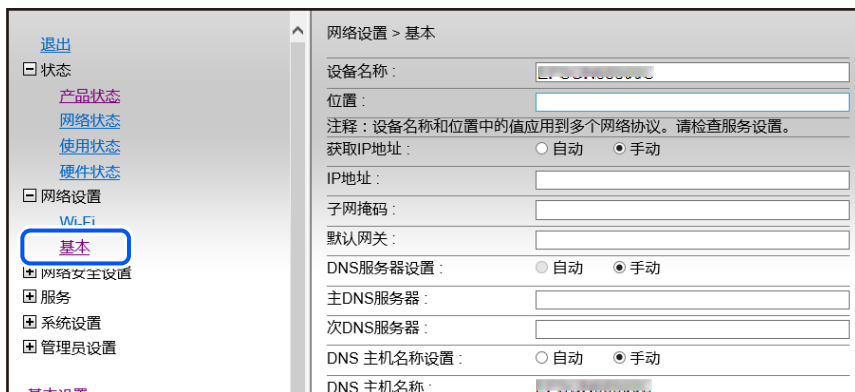 退出
状态
产品状态
网络状态
使用状态
硬件状态
网络设置
Wi-Fi
基本
网络安全设置
服务
系统设置
管理员设置
基本设置
网络设置 > 基本
设备名称 :
位置 :
注释：设备名称和位置中的值应用到多个网络协议。请检查服务设置。
获取IP地址 : 自动 手动
IP地址 :
子网掩码 :
默认网关 :
DNS服务器设置 : 自动 手动
主DNS服务器 :
次DNS服务器 :
DNS 主机名称设置 : 自动 手动
DNS 主机名称 :